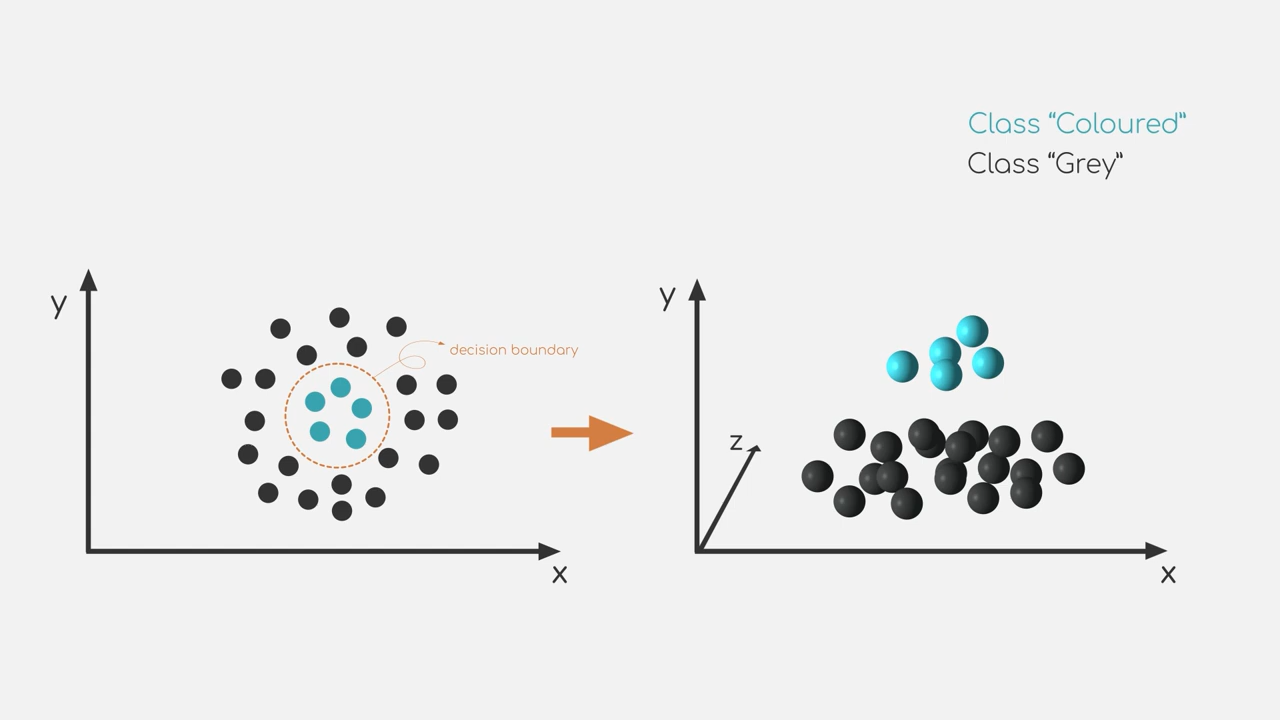 Class “Coloured”
Class “Grey”
y
decision boundary
x
y
z
x